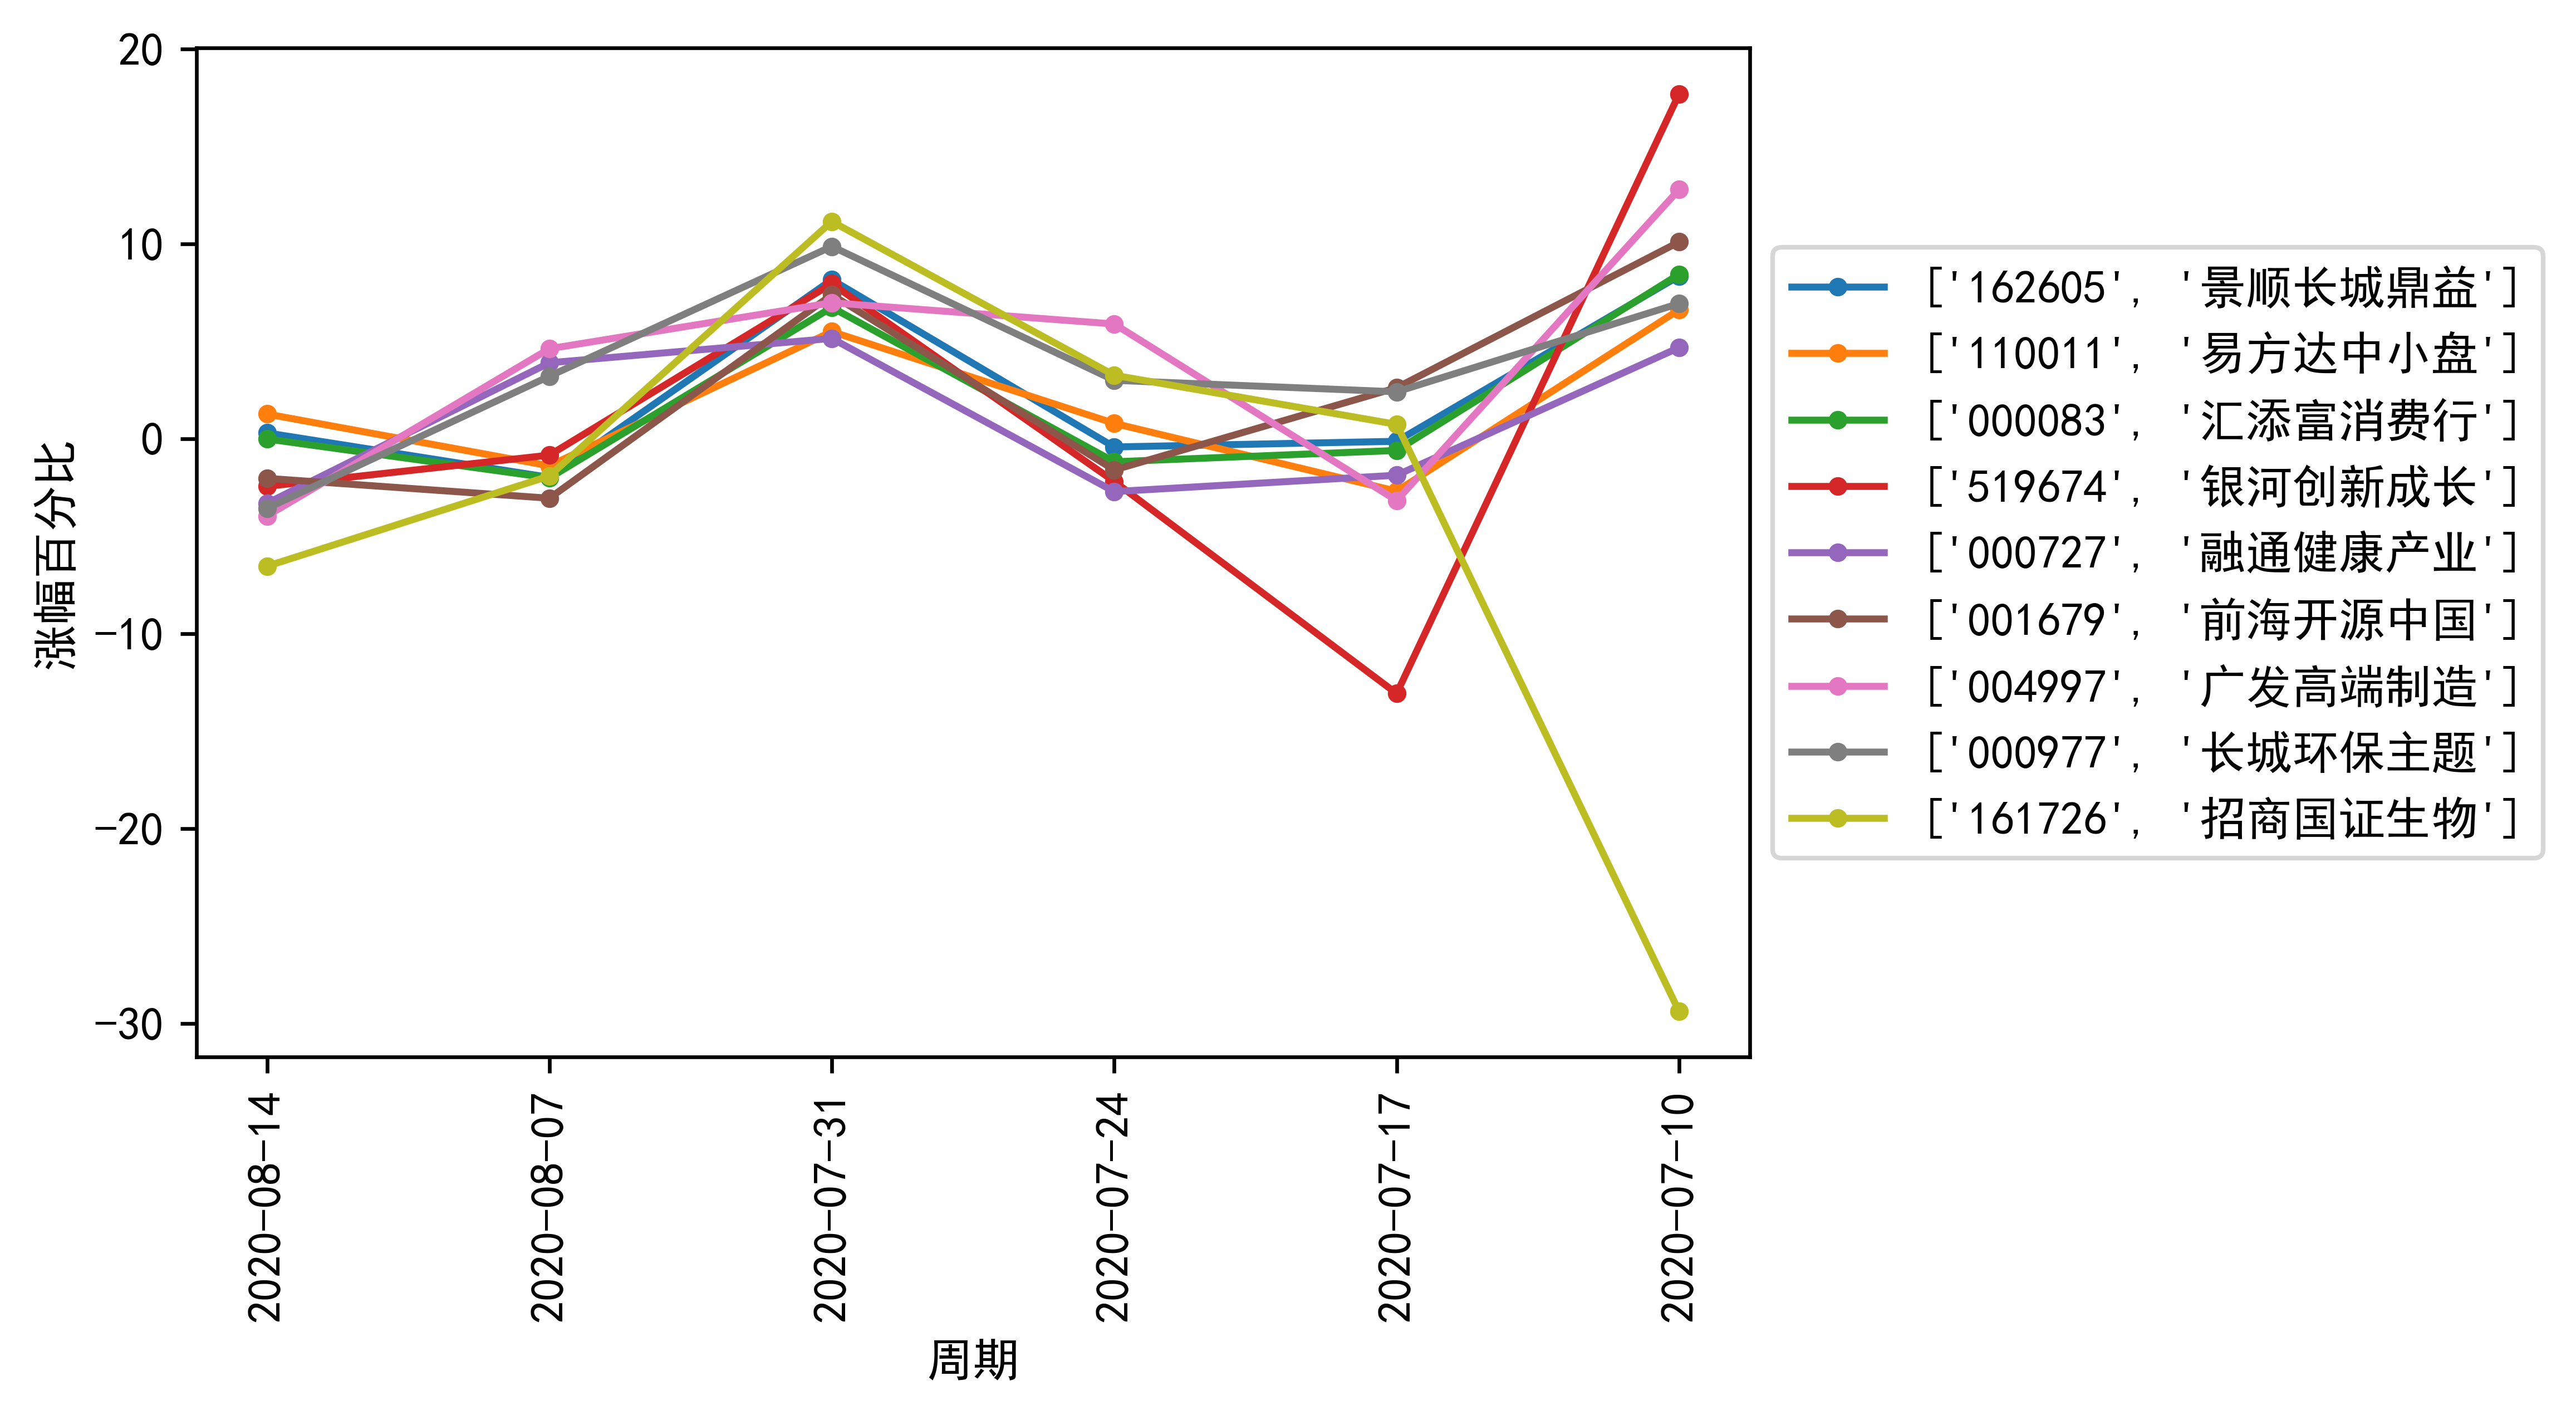 20
10
0
−10
−20
−30
涨幅百分比
2020-08-14
2020-08-07
2020-07-31
2020-07-24
2020-07-17
2020-07-10
周期
['162605', '景顺长城鼎益']
['110011', '易方达中小盘']
['000083', '汇添富消费行']
['519674', '银河创新成长']
['000727', '融通健康产业']
['001679', '前海开源中国']
['004997', '广发高端制造']
['000977', '长城环保主题']
['161726', '招商国证生物']